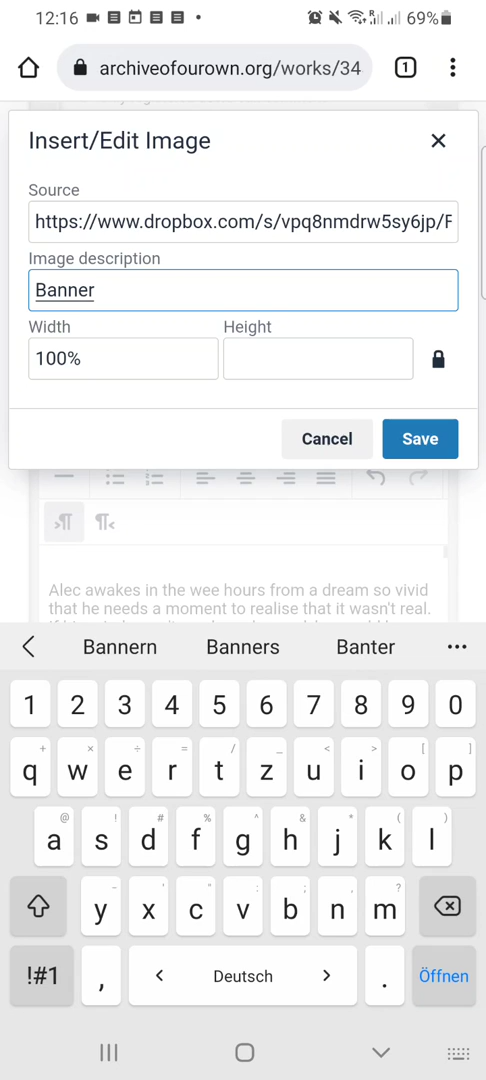 12:16 69%
archiveofourown.org/works/34 1
Insert/Edit Image
Source
https://www.dropbox.com/s/vpq8nmdrw5sy6jp/F
Image description
Banner
Width Height
100%
Cancel Save
Alec awakes in the wee hours from a dream so vivid
that he needs a moment to realise that it wasn't real.
Bannern Banners Banter
1 2 3 4 5 6 7 8 9 0
q w e r t z u i o p
a s d f g h j k l
y x c v b n m
!#1 , < Deutsch > . Öffnen